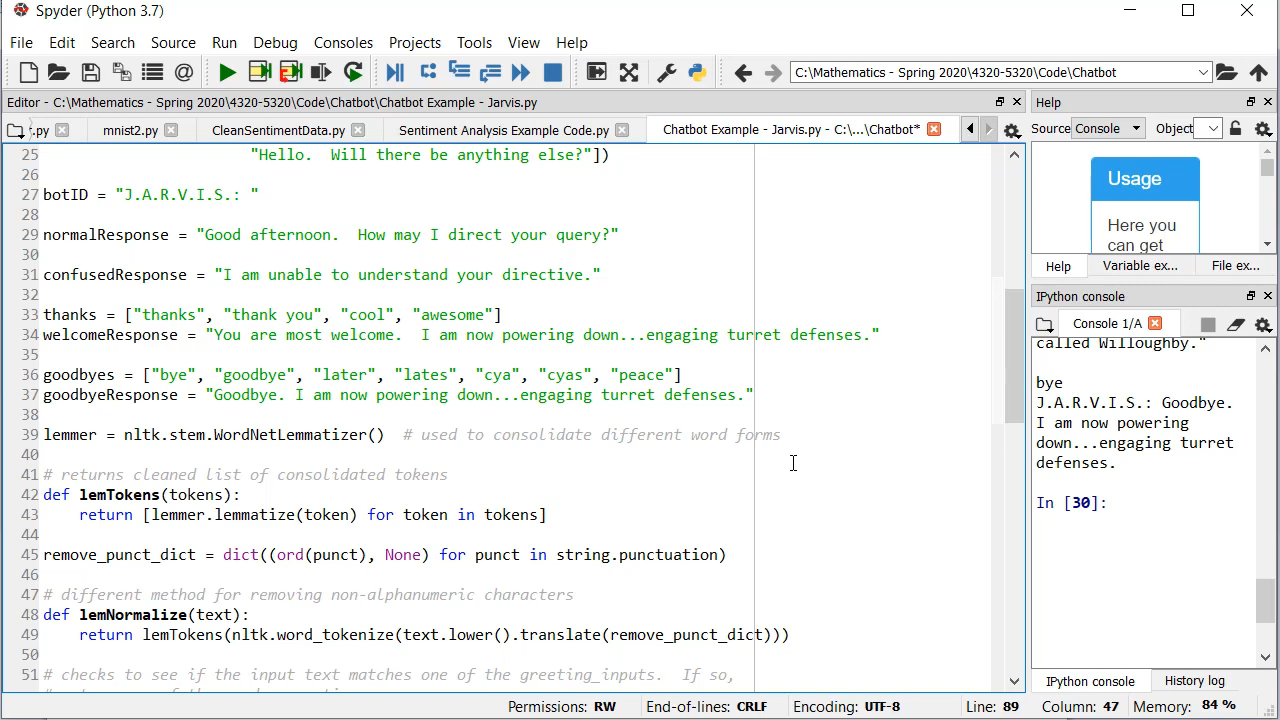 Spyder (Python 3.7)
File Edit Search Source Run Debug Consoles Projects Tools View Help
C:\Mathematics - Spring 2020\4320-5320\Code\Chatbot
Editor - C:\Mathematics - Spring 2020\4320-5320\Code\Chatbot\Chatbot Example - Jarvis.py
Help
r.py mnist2.py CleanSentimentData.py Sentiment Analysis Example Code.py Chatbot Example - Jarvis.py - C:\...\Chatbot*
Source Console Object
25 "Hello.  Will there be anything else?"])
26
27 botID = "J.A.R.V.I.S.: "
28
29 normalResponse = "Good afternoon.  How may I direct your query?"
30
31 confusedResponse = "I am unable to understand your directive."
32
33 thanks = ["thanks", "thank you", "cool", "awesome"]
34 welcomeResponse = "You are most welcome.  I am now powering down...engaging turret defenses."
35
36 goodbyes = ["bye", "goodbye", "later", "lates", "cya", "cyas", "peace"]
37 goodbyeResponse = "Goodbye. I am now powering down...engaging turret defenses."
38
39 lemmer = nltk.stem.WordNetLemmatizer()  # used to consolidate different word forms
40
41 # returns cleaned list of consolidated tokens
42 def lemTokens(tokens):
43     return [lemmer.lemmatize(token) for token in tokens]
44
45 remove_punct_dict = dict((ord(punct), None) for punct in string.punctuation)
46
47 # different method for removing non-alphanumeric characters
48 def lemNormalize(text):
49     return lemTokens(nltk.word_tokenize(text.lower().translate(remove_punct_dict)))
50
51 # checks to see if the input text matches one of the greeting_inputs.  If so,
Usage
Here you
can get
Help Variable ex... File ex...
IPython console
Console 1/A
called Willoughby."
bye
J.A.R.V.I.S.: Goodbye.
I am now powering
down...engaging turret
defenses.
In [30]:
IPython console History log
Permissions: RW End-of-lines: CRLF Encoding: UTF-8 Line: 89 Column: 47 Memory: 84 %